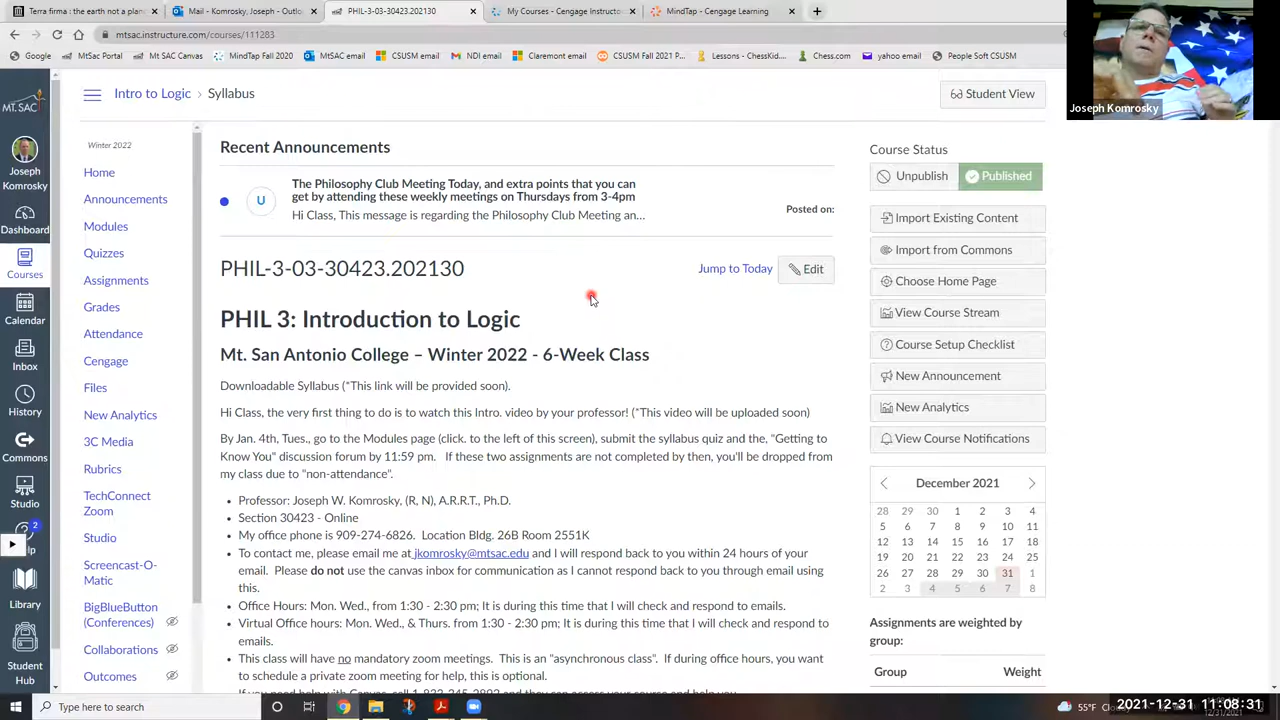 Terra firma : the earth not a plan
Mail - Komrosky, Joseph - Outlo
PHIL-3-03-30423.202130
My Courses - Cengage Instructor
MindTap - Cengage Learning
mtsac.instructure.com/courses/111283
Google
MtSac Portal
MtSAC Canvas
MindTap Fall 2020
MtSAC email
CSUSM email
NDI email
Claremont email
CSUSM Fall 2021 P...
Lessons - ChessKid....
Chess.com
yahoo email
People Soft CSUSM
Joseph Komrosky
MT. SAC
Joseph
Komrosky
Dashboard
Courses
Calendar
Inbox
History
Commons
Studio
2
Library
Student
Hub
Intro to Logic › Syllabus
Student View
Winter 2022
Home
Announcements
Modules
Quizzes
Assignments
Grades
Attendance
Cengage
Files
New Analytics
3C Media
Rubrics
TechConnect
Zoom
Studio
Screencast-O-
Matic
BigBlueButton
(Conferences)
Collaborations
Outcomes
Recent Announcements
U
The Philosophy Club Meeting Today, and extra points that you can
get by attending these weekly meetings on Thursdays from 3-4pm
Hi Class, This message is regarding the Philosophy Club Meeting an...
Posted on:
PHIL-3-03-30423.202130
Jump to Today
Edit
PHIL 3: Introduction to Logic
Mt. San Antonio College – Winter 2022 - 6-Week Class
Downloadable Syllabus (*This link will be provided soon).
Hi Class, the very first thing to do is to watch this Intro. video by your professor! (*This video will be uploaded soon)
By Jan. 4th, Tues., go to the Modules page (click. to the left of this screen), submit the syllabus quiz and the, "Getting to
Know You" discussion forum by 11:59 pm. If these two assignments are not completed by then, you'll be dropped from
my class due to "non-attendance".
• Professor: Joseph W. Komrosky, (R, N), A.R.R.T., Ph.D.
• Section 30423 - Online
• My office phone is 909-274-6826. Location Bldg. 26B Room 2551K
• To contact me, please email me at jkomrosky@mtsac.edu and I will respond back to you within 24 hours of your
email. Please do not use the canvas inbox for communication as I cannot respond back to you through email using
this.
• Office Hours: Mon. Wed., from 1:30 - 2:30 pm; It is during this time that I will check and respond to emails.
• Virtual Office hours: Mon. Wed., & Thurs. from 1:30 - 2:30 pm; It is during this time that I will check and respond to
emails.
• This class will have no mandatory zoom meetings. This is an "asynchronous class". If during office hours, you want
to schedule a private zoom meeting for help, this is optional.
Course Status
Unpublish
Published
Import Existing Content
Import from Commons
Choose Home Page
View Course Stream
Course Setup Checklist
New Announcement
New Analytics
View Course Notifications
December 2021
28 29 30 1 2 3 4
5 6 7 8 9 10 11
12 13 14 15 16 17 18
19 20 21 22 23 24 25
26 27 28 29 30 31 1
2 3 4 5 6 7 8
Assignments are weighted by
group:
Group Weight
Type here to search
55°F
2021-12-31 11:08:31